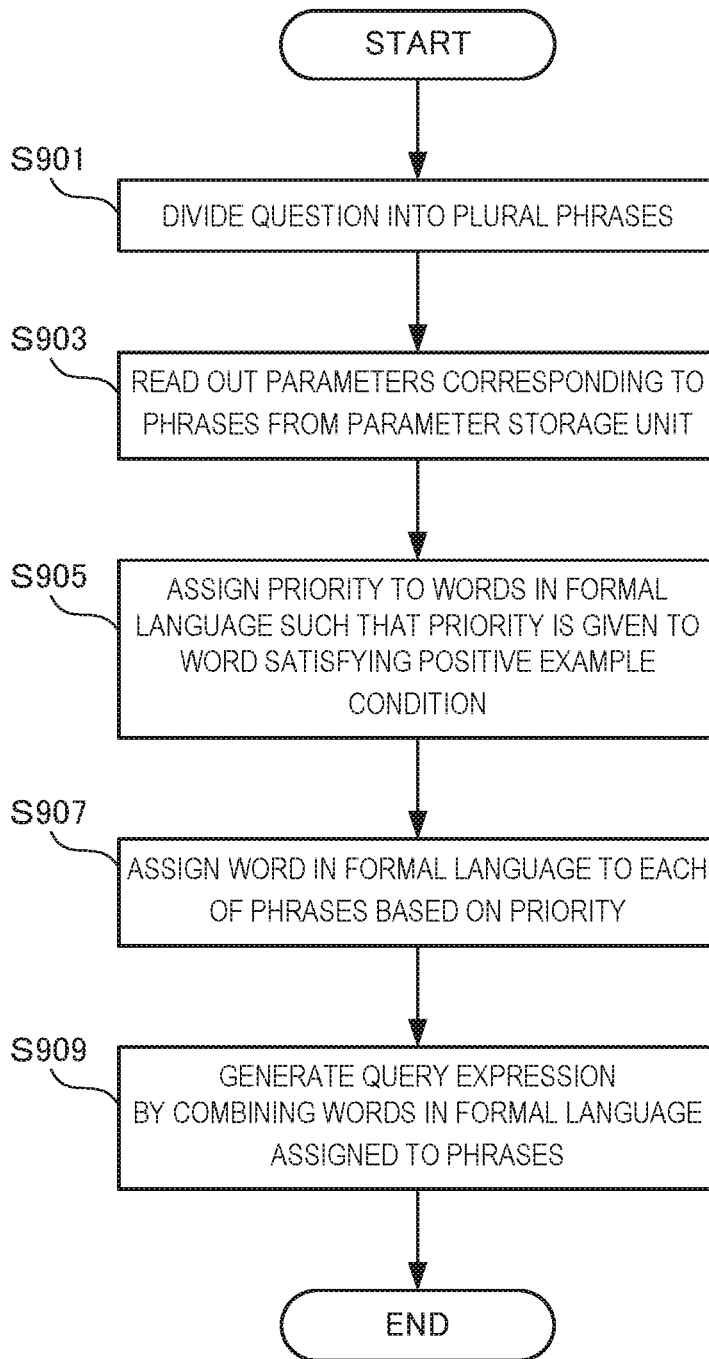 START
S901
DIVIDE QUESTION INTO PLURAL PHRASES
S903
READ OUT PARAMETERS CORRESPONDING TO
PHRASES FROM PARAMETER STORAGE UNIT
S905
ASSIGN PRIORITY TO WORDS IN FORMAL
LANGUAGE SUCH THAT PRIORITY IS GIVEN TO
WORD SATISFYING POSITIVE EXAMPLE
CONDITION
S907
ASSIGN WORD IN FORMAL LANGUAGE TO EACH
OF PHRASES BASED ON PRIORITY
S909
GENERATE QUERY EXPRESSION
BY COMBINING WORDS IN FORMAL LANGUAGE
ASSIGNED TO PHRASES
END